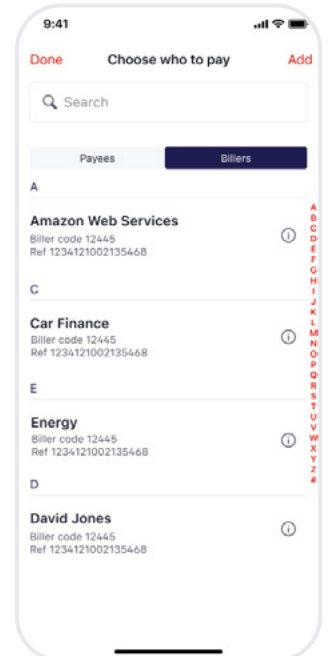 9:41
Done Choose who to pay Add
Search
Payees Billers
A
Amazon Web Services
Biller code 12445
Ref 1234121002135468
C
Car Finance
Biller code 12445
Ref 1234121002135468
E
Energy
Biller code 12445
Ref 1234121002135468
D
David Jones
Biller code 12445
Ref 1234121002135468
A
B
C
D
E
F
G
H
I
J
K
L
M
N
O
P
Q
R
S
T
U
V
W
X
Y
Z
#